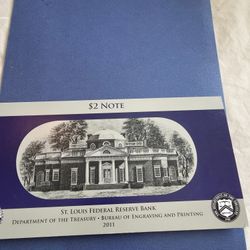 $2 NOTE
ST. LOUIS FEDERAL RESERVE BANK
DEPARTMENT OF THE TREASURY • BUREAU OF ENGRAVING AND PRINTING
2011